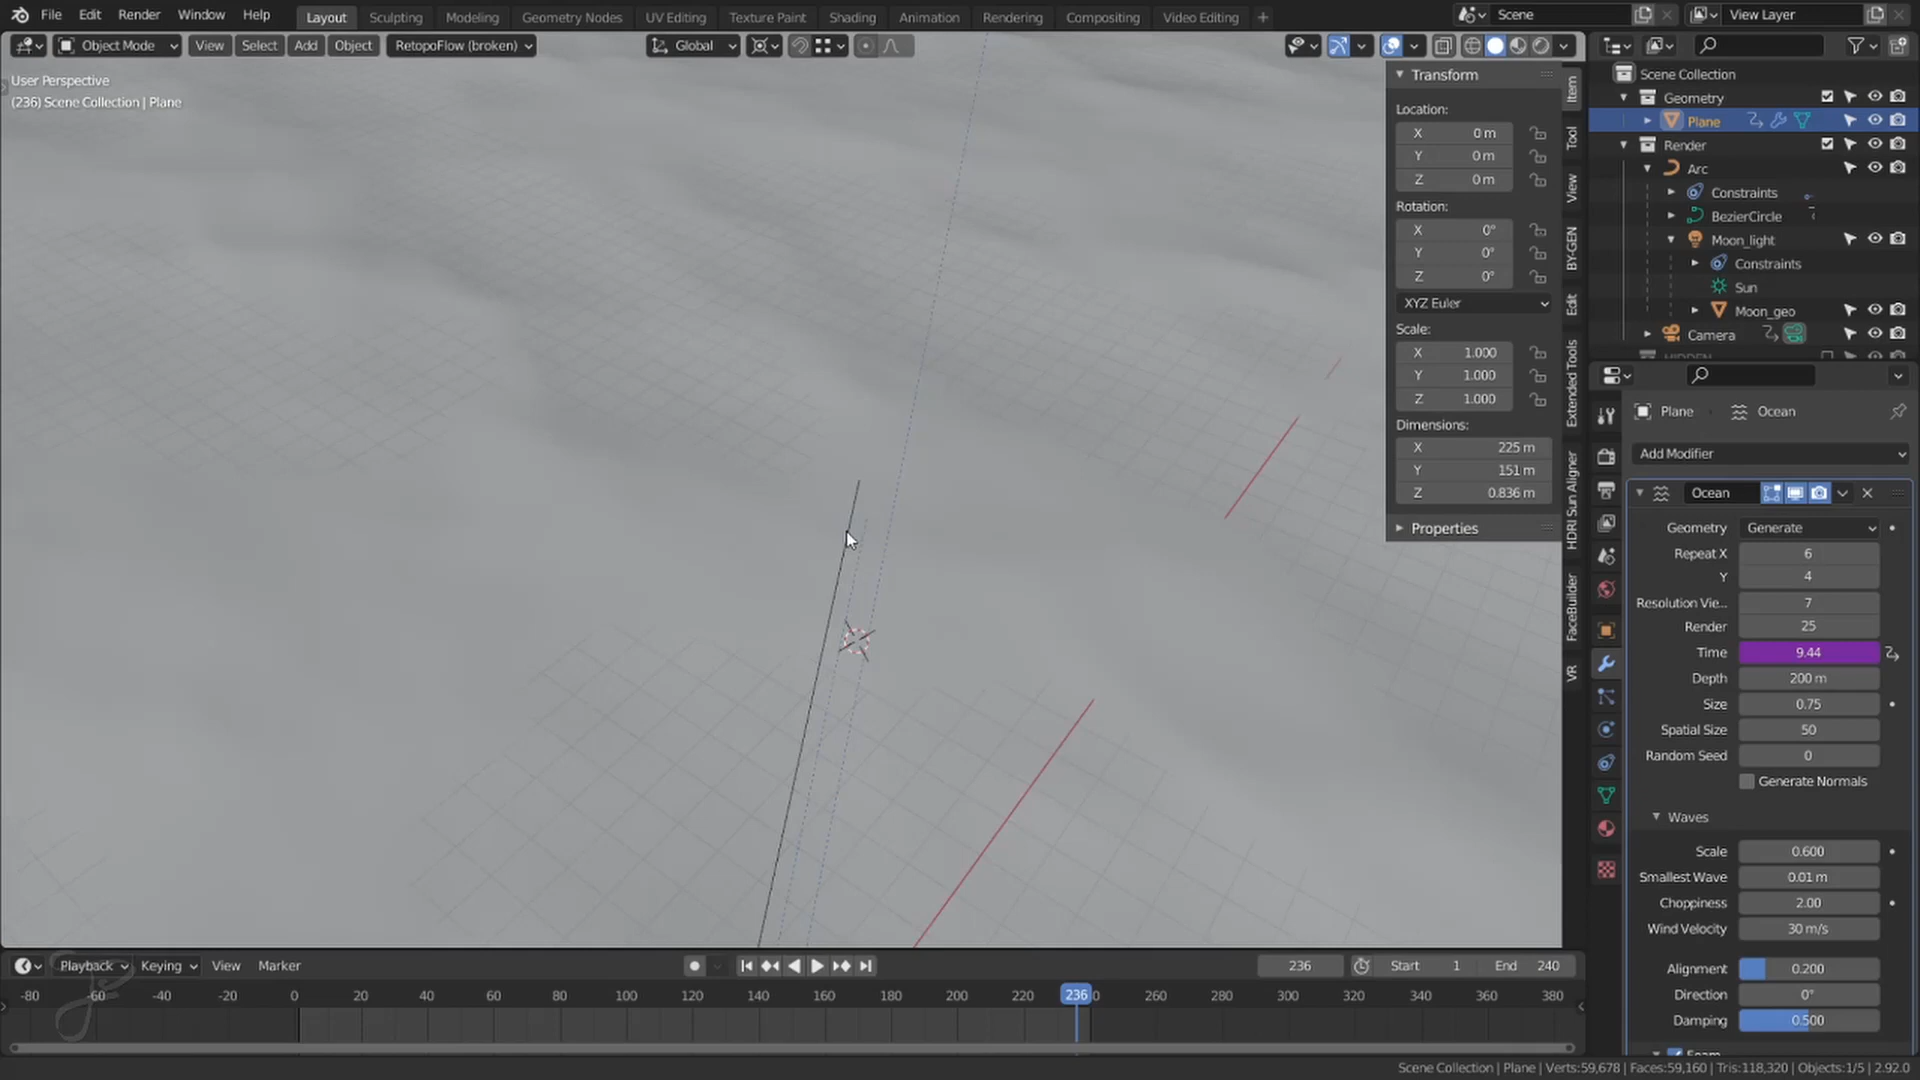 File Edit Render Window Help Layout Sculpting Modeling Geometry Nodes UV Editing Texture Paint Shading Animation Rendering Compositing Video Editing + Scene View Layer
Object Mode View Select Add Object RetopoFlow (broken) Global
User Perspective
(236) Scene Collection | Plane
Transform
Location:
X 0 m
Y 0 m
Z 0 m
Rotation:
X 0°
Y 0°
Z 0°
XYZ Euler
Scale:
X 1.000
Y 1.000
Z 1.000
Dimensions:
X 225 m
Y 151 m
Z 0.836 m
Properties
Item
Tool
View
BY-GEN
Edit
Extended Tools
HDRI Sun Aligner
FaceBuilder
VR
Scene Collection
Geometry
Plane
Render
Arc
Constraints
BezierCircle
Moon_light
Constraints
Sun
Moon_geo
Camera
HIDDEN
Plane Ocean
Add Modifier
Ocean
Geometry Generate
Repeat X 6
Y 4
Resolution Vie... 7
Render 25
Time 9.44
Depth 200 m
Size 0.75
Spatial Size 50
Random Seed 0
Generate Normals
Waves
Scale 0.600
Smallest Wave 0.01 m
Choppiness 2.00
Wind Velocity 30 m/s
Alignment 0.200
Direction 0°
Damping 0.500
Foam
Playback Keying View Marker 236 Start 1 End 240
-80 -60 -40 -20 0 20 40 60 80 100 120 140 160 180 200 220 236 0 260 280 300 320 340 360 380
Scene Collection | Plane | Verts:59,678 | Faces:59,160 | Tris:118,320 | Objects:1/5 | 2.92.0